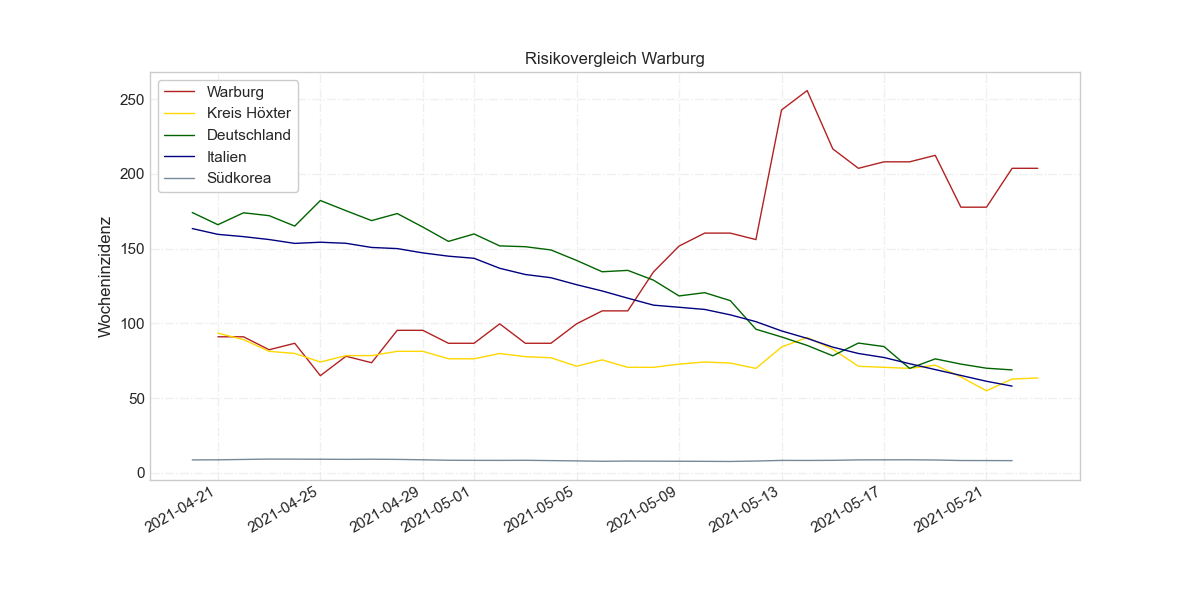 Risikovergleich Warburg
Warburg
Kreis Höxter
Deutschland
Italien
Südkorea
Wocheninzidenz
250
200
150
100
50
0
2021-04-21
2021-04-25
2021-04-29
2021-05-01
2021-05-05
2021-05-09
2021-05-13
2021-05-17
2021-05-21